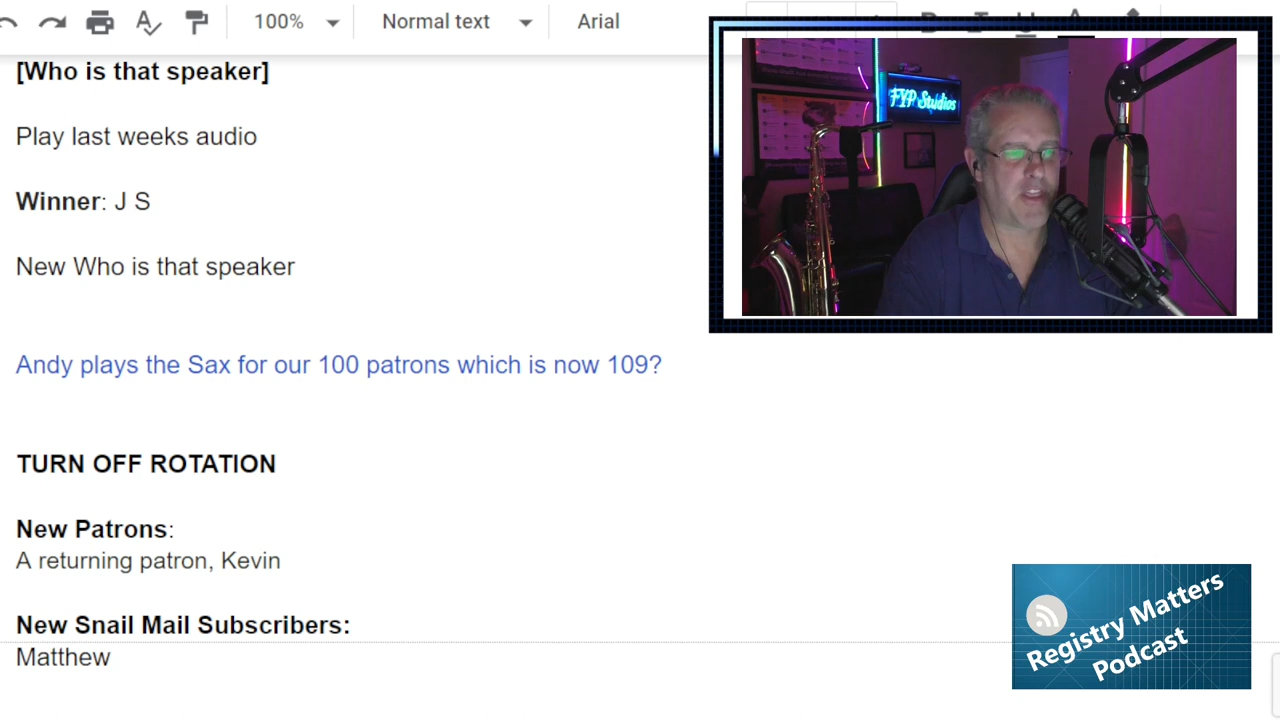 100%
Normal text
Arial
B I U A
[Who is that speaker]
FYP Studios
Play last weeks audio
Winner: J S
New Who is that speaker
Andy plays the Sax for our 100 patrons which is now 109?
TURN OFF ROTATION
New Patrons:
A returning patron, Kevin
New Snail Mail Subscribers:
Matthew
Registry Matters
Podcast